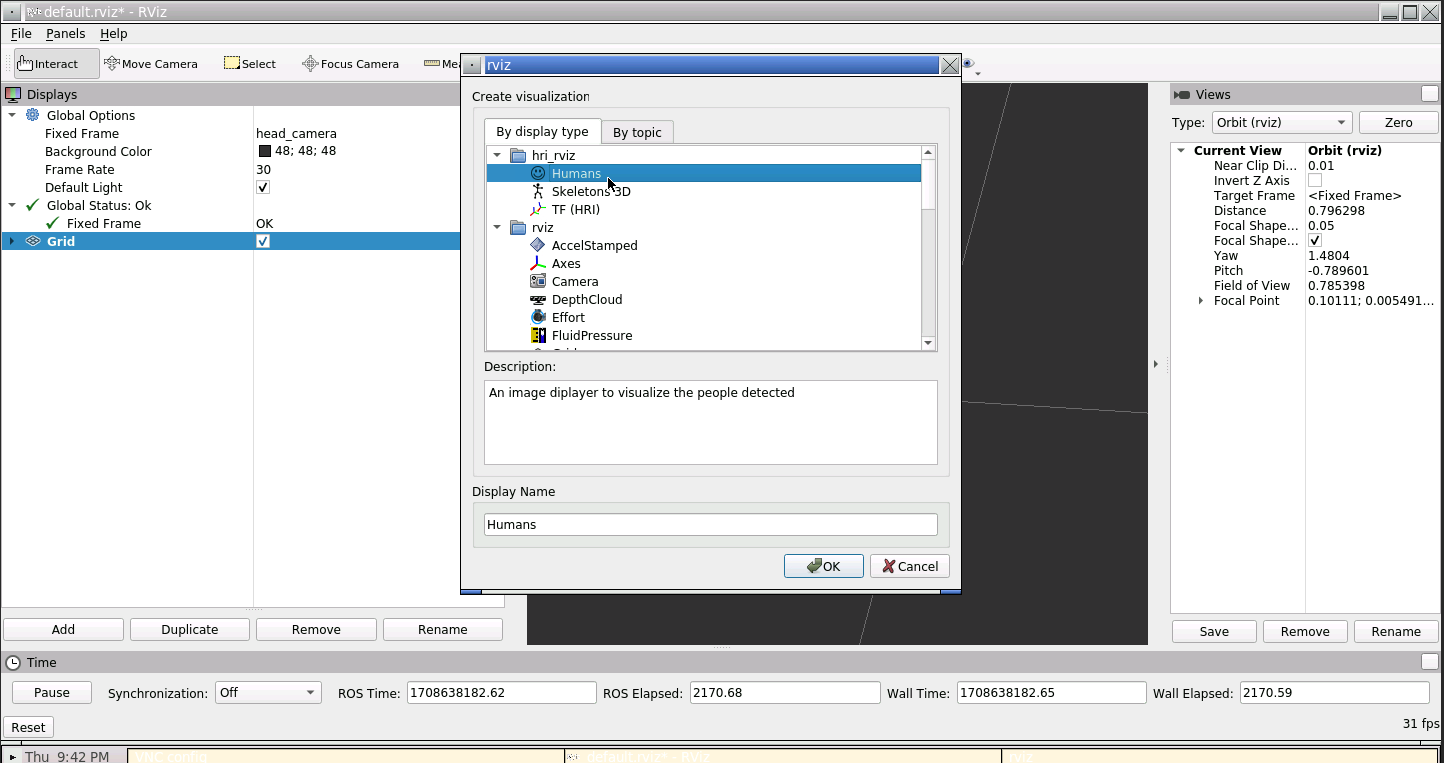 default.rviz* - RViz
File Panels Help
Interact Move Camera Select Focus Camera Mea
Displays
Global Options
Fixed Frame head_camera
Background Color 48; 48; 48
Frame Rate 30
Default Light
Global Status: Ok
Fixed Frame OK
Grid
Add Duplicate Remove Rename
rviz
Create visualization
By display type By topic
hri_rviz
Humans
Skeletons 3D
TF (HRI)
rviz
AccelStamped
Axes
Camera
DepthCloud
Effort
FluidPressure
Description:
An image diplayer to visualize the people detected
Display Name
Humans
OK Cancel
Views
Type: Orbit (rviz) Zero
Current View Orbit (rviz)
Near Clip Di... 0.01
Invert Z Axis
Target Frame <Fixed Frame>
Distance 0.796298
Focal Shape... 0.05
Focal Shape...
Yaw 1.4804
Pitch -0.789601
Field of View 0.785398
Focal Point 0.10111; 0.005491...
Save Remove Rename
Time
Pause Synchronization: Off ROS Time: 1708638182.62 ROS Elapsed: 2170.68 Wall Time: 1708638182.65 Wall Elapsed: 2170.59
Reset 31 fps
Thu 9:42 PM VNC config default.rviz* - RViz rviz